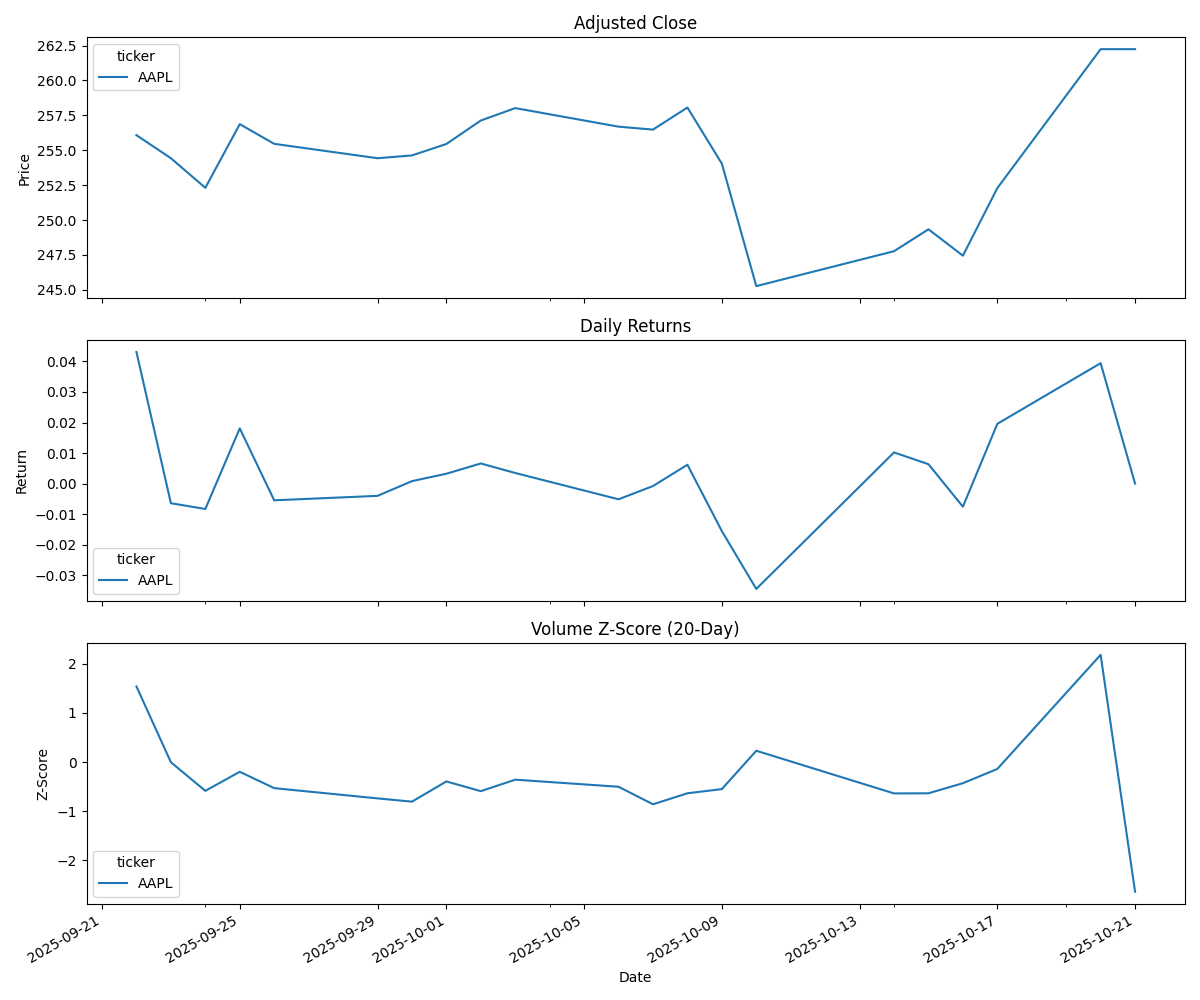 Adjusted Close
262.5
260.0
257.5
255.0
252.5
250.0
247.5
245.0
Price
ticker
AAPL
Daily Returns
0.04
0.03
0.02
0.01
0.00
−0.01
−0.02
−0.03
Return
ticker
AAPL
Volume Z-Score (20-Day)
2
1
0
−1
−2
Z-Score
ticker
AAPL
2025-09-21
2025-09-25
2025-09-29
2025-10-01
2025-10-05
2025-10-09
2025-10-13
2025-10-17
2025-10-21
Date